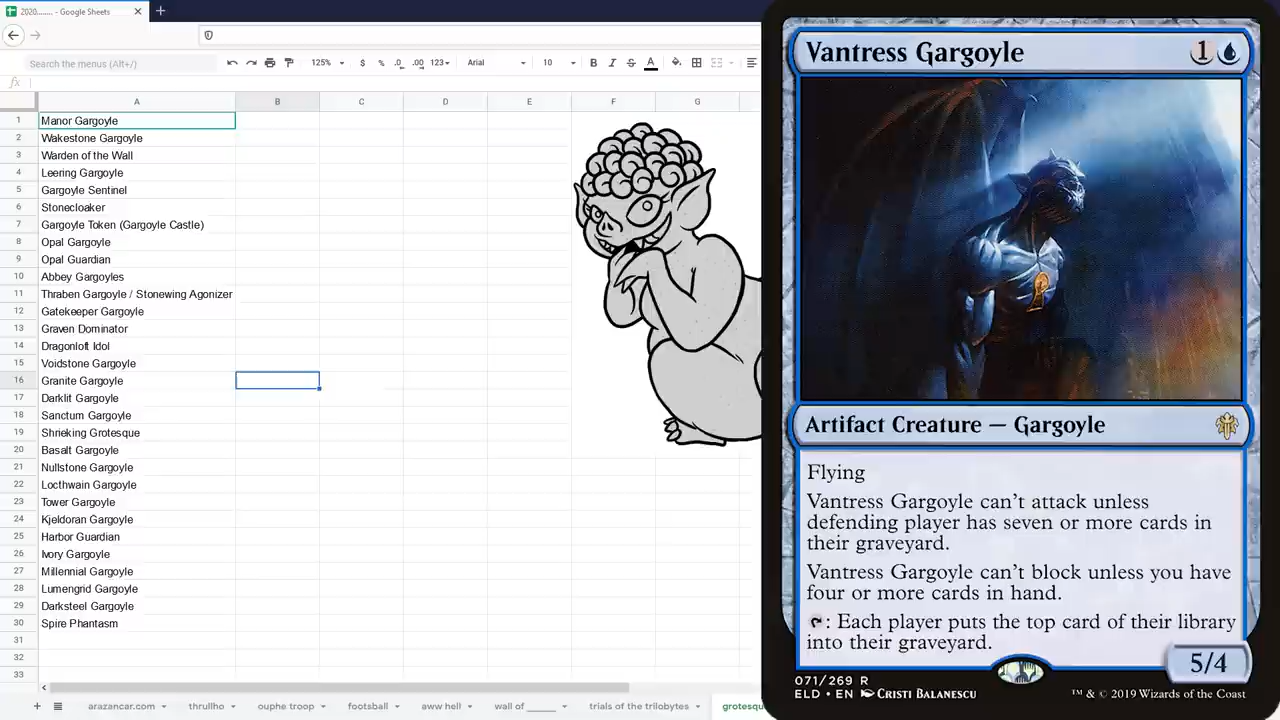 2020........ - Google Sheets
Search the menus (Alt+/)
125%
$
%
.0
.00
123
Arial
10
B
I
S
A
fx
A
B
C
D
E
F
G
1 Manor Gargoyle
2 Wakestone Gargoyle
3 Warden of the Wall
4 Leering Gargoyle
5 Gargoyle Sentinel
6 Stonecloaker
7 Gargoyle Token (Gargoyle Castle)
8 Opal Gargoyle
9 Opal Guardian
10 Abbey Gargoyles
11 Thraben Gargoyle / Stonewing Agonizer
12 Gatekeeper Gargoyle
13 Graven Dominator
14 Dragonloft Idol
15 Voidstone Gargoyle
16 Granite Gargoyle
17 Darklit Gargoyle
18 Sanctum Gargoyle
19 Shrieking Grotesque
20 Basalt Gargoyle
21 Nullstone Gargoyle
22 Locthwain Gargoyle
23 Tower Gargoyle
24 Kjeldoran Gargoyle
25 Harbor Guardian
26 Ivory Gargoyle
27 Millennial Gargoyle
28 Lumengrid Gargoyle
29 Darksteel Gargoyle
30 Spire Phantasm
31
32
33
arazancar.com
thrullho
ouphe troop
footsball
aww hell
wall of _____
trials of the trilobytes
grotesqu
Vantress Gargoyle
1
Artifact Creature — Gargoyle
Flying
Vantress Gargoyle can't attack unless
defending player has seven or more cards in
their graveyard.
Vantress Gargoyle can't block unless you have
four or more cards in hand.
: Each player puts the top card of their library
into their graveyard.
5/4
071/269 R
ELD • EN Cristi Balanescu
™ & © 2019 Wizards of the Coast